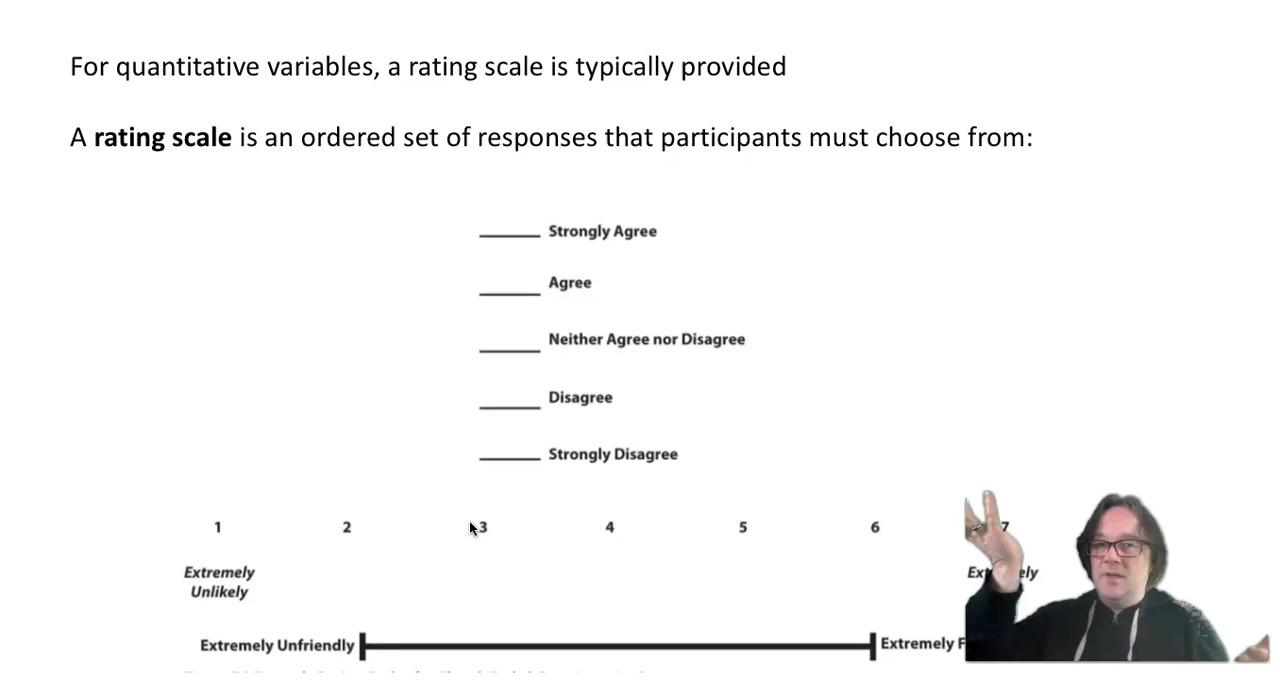 For quantitative variables, a rating scale is typically provided
A rating scale is an ordered set of responses that participants must choose from:
Strongly Agree
Agree
Neither Agree nor Disagree
Disagree
Strongly Disagree
1 2 3 4 5 6 7
Extremely
Unlikely
Extremely Unfriendly Extremely